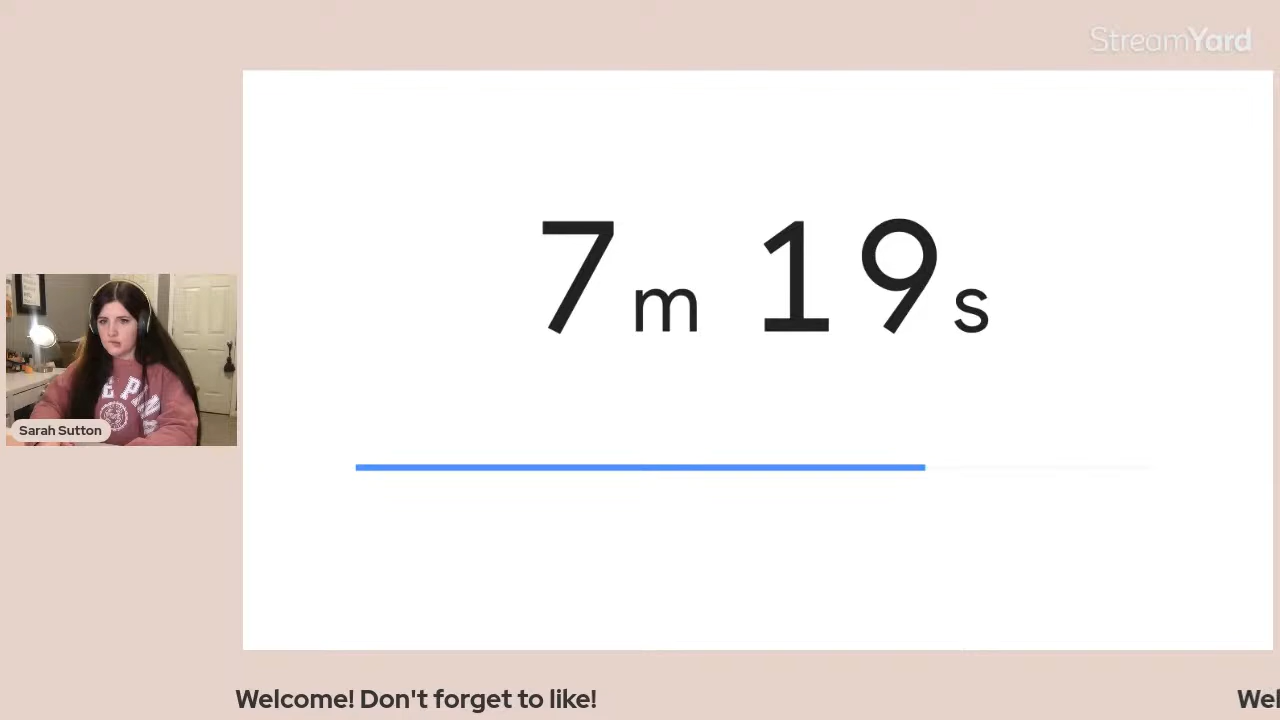 StreamYard
7m 19s
Sarah Sutton
Welcome! Don't forget to like!
Wel